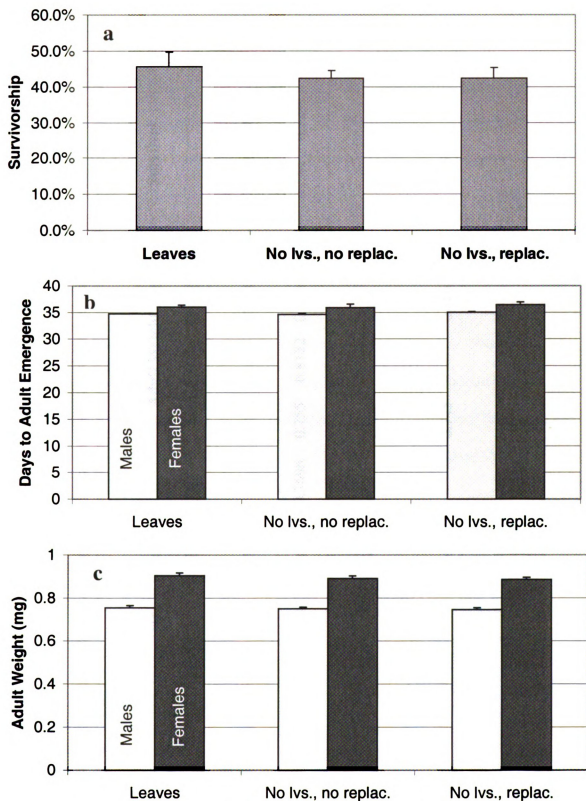 60.0%
a
50.0%
40.0%
30.0%
20.0%
10.0%
0.0%
Survivorship
Leaves
No lvs., no replac.
No lvs., replac.
40
b
35
30
25
20
15
10
5
0
Days to Adult Emergence
Males
Females
Leaves
No lvs., no replac.
No lvs., replac.
1
c
0.8
0.6
0.4
0.2
0
Adult Weight (mg)
Males
Females
Leaves
No lvs., no replac.
No lvs., replac.